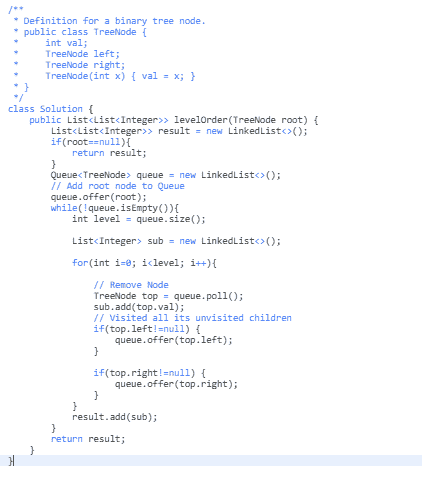 /**
 * Definition for a binary tree node.
 * public class TreeNode {
 *     int val;
 *     TreeNode left;
 *     TreeNode right;
 *     TreeNode(int x) { val = x; }
 * }
 */
class Solution {
    public List<List<Integer>> levelOrder(TreeNode root) {
        List<List<Integer>> result = new LinkedList<>();
        if(root==null){
            return result;
        }
        Queue<TreeNode> queue = new LinkedList<>();
        // Add root node to Queue
        queue.offer(root);
        while(!queue.isEmpty()){
            int level = queue.size();

            List<Integer> sub = new LinkedList<>();

            for(int i=0; i<level; i++){

                // Remove Node
                TreeNode top = queue.poll();
                sub.add(top.val);
                // Visited all its unvisited children
                if(top.left!=null) {
                    queue.offer(top.left);
                }

                if(top.right!=null) {
                    queue.offer(top.right);
                }
            }
            result.add(sub);
        }
        return result;
    }
}